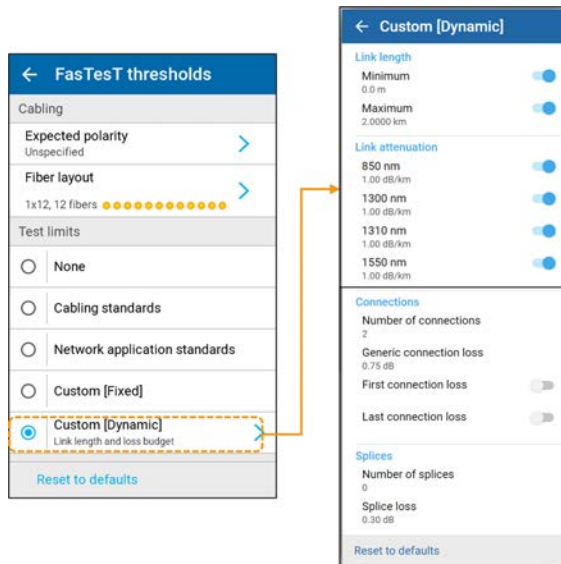 ← FasTesT thresholds
Cabling
Expected polarity
Unspecified
Fiber layout
1x12, 12 fibers
Test limits
None
Cabling standards
Network application standards
Custom [Fixed]
Custom [Dynamic]
Link length and loss budget
Reset to defaults
← Custom [Dynamic]
Link length
Minimum
0.0 m
Maximum
2.0000 km
Link attenuation
850 nm
1.00 dB/km
1300 nm
1.00 dB/km
1310 nm
1.00 dB/km
1550 nm
1.00 dB/km
Connections
Number of connections
2
Generic connection loss
0.75 dB
First connection loss
Last connection loss
Splices
Number of splices
0
Splice loss
0.30 dB
Reset to defaults